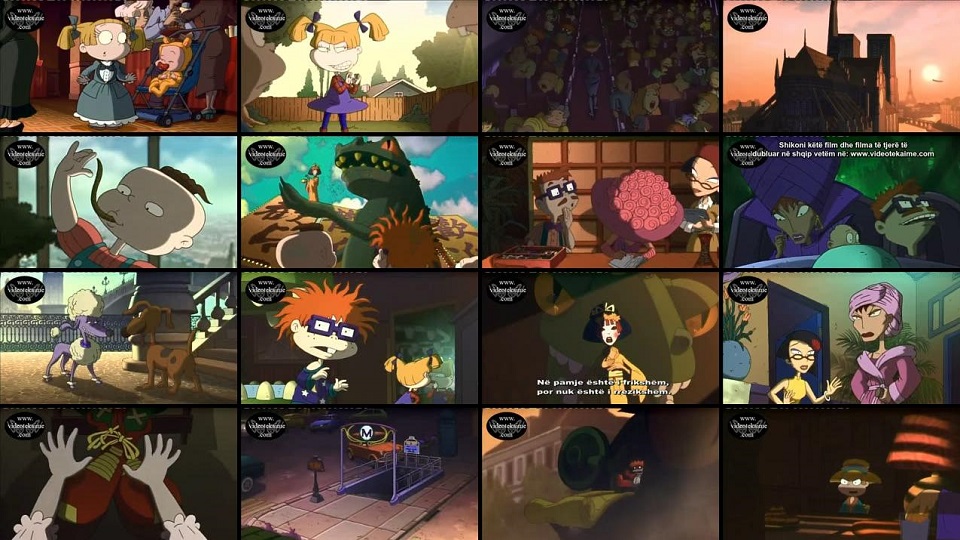 www.
videotekaime
.com
www.
videotekaime
.com
www.
videotekaime
.com
www.
videotekaime
.com
www.
videotekaime
.com
www.
videotekaime
.com
www.
videotekaime
.com
Shikoni këtë film dhe filma të tjerë të
dubluar në shqip vetëm në: www.videotekaime.com
www.
videotekaime
.com
www.
videotekaime
.com
www.
videotekaime
.com
Në pamje është i frikshëm,
por nuk është i rrezikshëm.
www.
videotekaime
.com
www.
videotekaime
.com
www.
videotekaime
.com
M
www.
videotekaime
.com
www.
videotekaime
.com